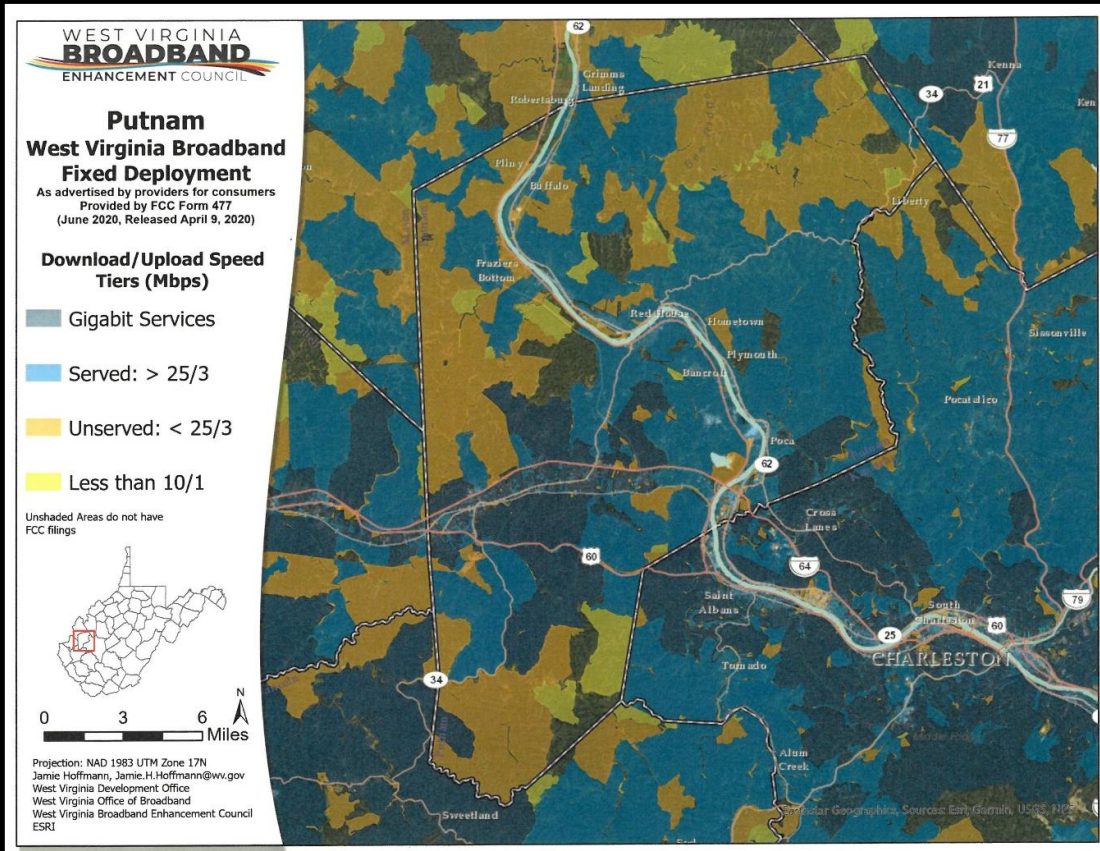 WEST VIRGINIA
BROADBAND
ENHANCEMENT COUNCIL
Putnam
West Virginia Broadband
Fixed Deployment
As advertised by providers for consumers
Provided by FCC Form 477
(June 2020, Released April 9, 2020)
Download/Upload Speed
Tiers (Mbps)
Gigabit Services
Served: > 25/3
Unserved: < 25/3
Less than 10/1
Unshaded Areas do not have
FCC filings
N
0 3 6
Miles
Projection: NAD 1983 UTM Zone 17N
Jamie Hoffmann, Jamie.H.Hoffmann@wv.gov
West Virginia Development Office
West Virginia Office of Broadband
West Virginia Broadband Enhancement Council
ESRI
62
Grimms
Landing
Robertsburg
Kenna
21
34
Ken
77
Pliny
Buffalo
Liberty
Fraziers
Bottom
Red House
Hometown
Sissonville
Plymouth
Bancroft
Pocatalico
Poca
62
Cross
Lanes
60
64
Saint
Albans
79
South
Charleston
60
25
CHARLESTON
Tornado
34
Alum
Creek
Sweetland
Geographics, Sources: Esri, Garmin, USGS,